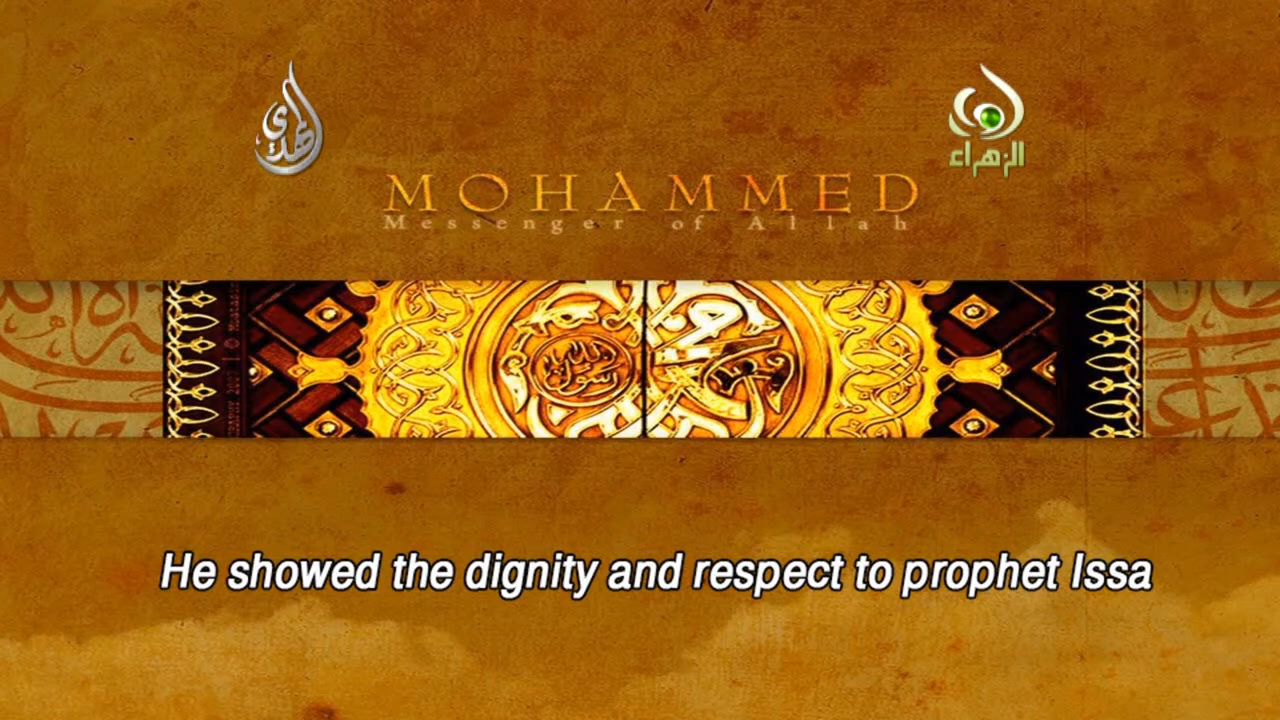 الهدى
الزهراء
MOHAMMED
Messenger of Allah
رسول الله
محمد
He showed the dignity and respect to prophet Issa